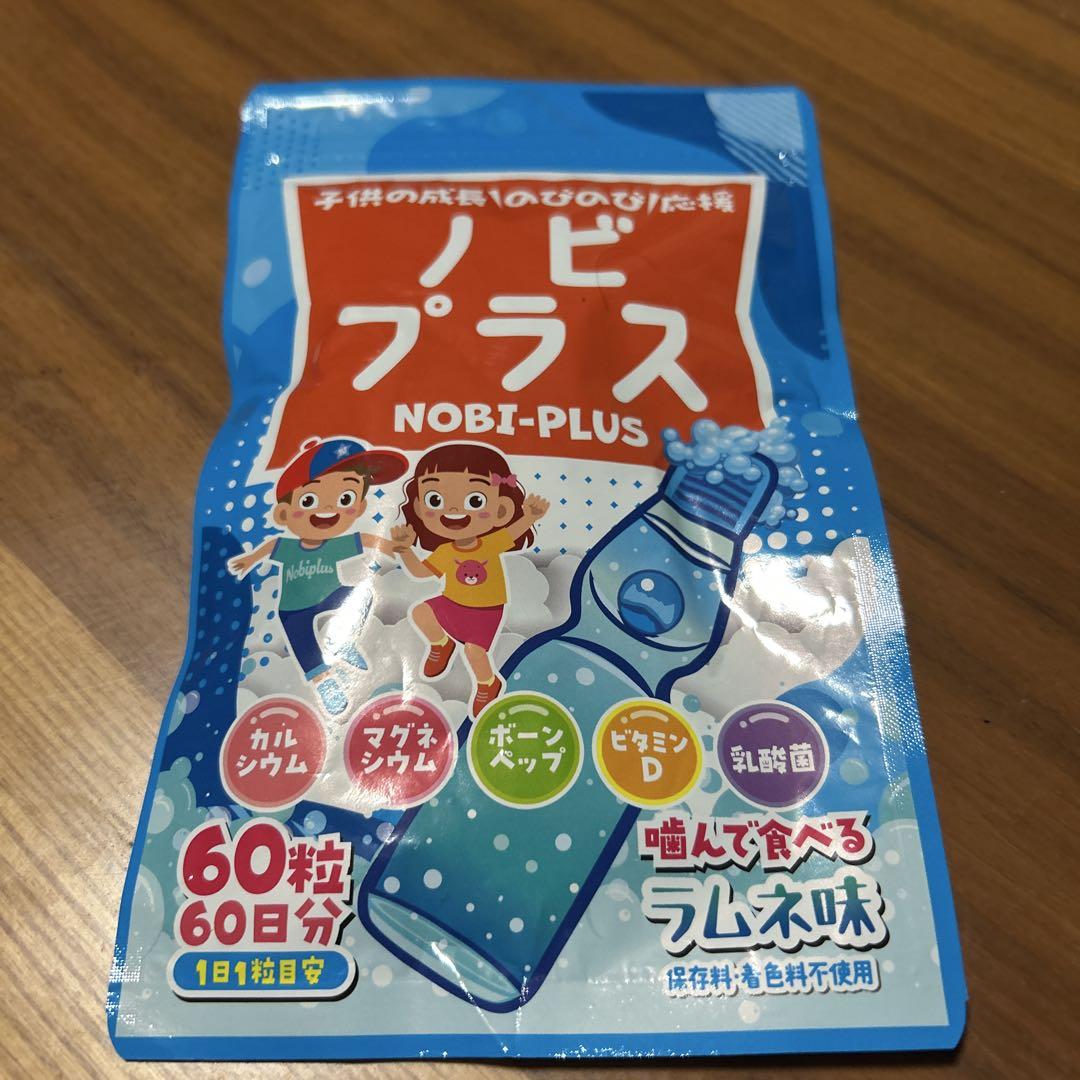 子供の成長\のびのび/応援
ノビ
プラス
NOBI-PLUS
Nobiplus
カル
シウム
マグネ
シウム
ボーン
ペップ
ビタミン
D
乳酸菌
60粒
60日分
1日1粒目安
噛んで食べる
ラムネ味
保存料・着色料不使用